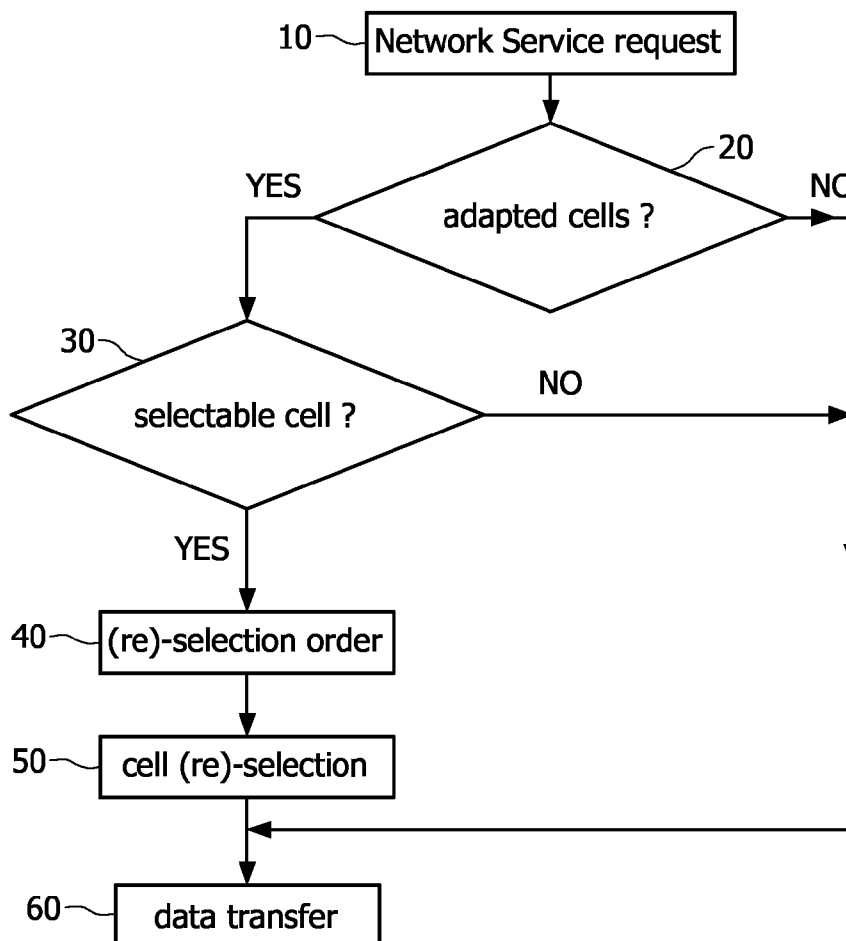 10 Network Service request
20
YES
NO
adapted cells ?
30
NO
selectable cell ?
YES
40 (re)-selection order
50 cell (re)-selection
60 data transfer